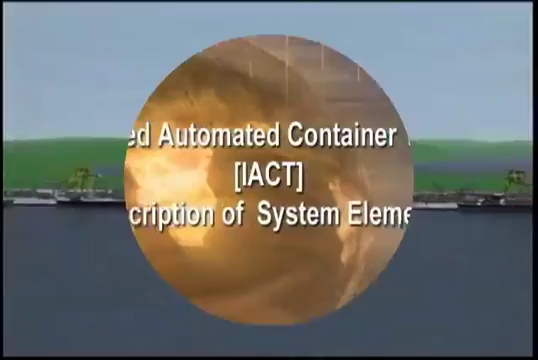 ed Automated Container
[IACT]
cription of System Eleme